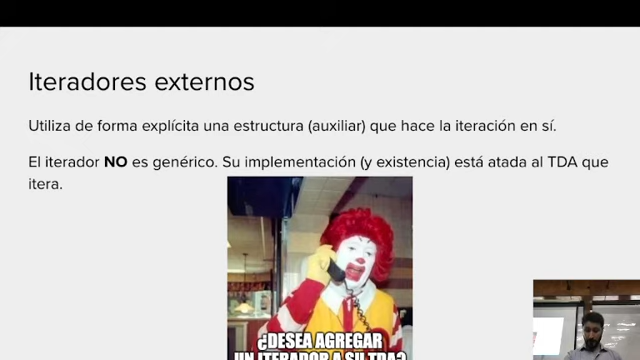 Iteradores externos
Utiliza de forma explícita una estructura (auxiliar) que hace la iteración en sí.
El iterador NO es genérico. Su implementación (y existencia) está atada al TDA que
itera.
¿DESEA AGREGAR
UN ITERADOR A SU TDA?